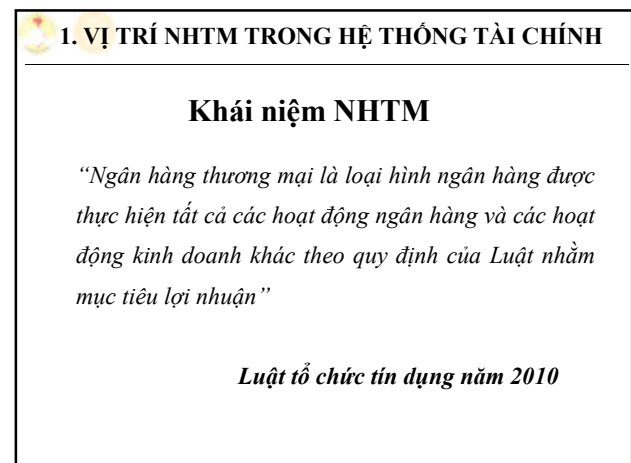 1. VỊ TRÍ NHTM TRONG HỆ THỐNG TÀI CHÍNH
Khái niệm NHTM
“Ngân hàng thương mại là loại hình ngân hàng được
thực hiện tất cả các hoạt động ngân hàng và các hoạt
động kinh doanh khác theo quy định của Luật nhằm
mục tiêu lợi nhuận”
Luật tổ chức tín dụng năm 2010